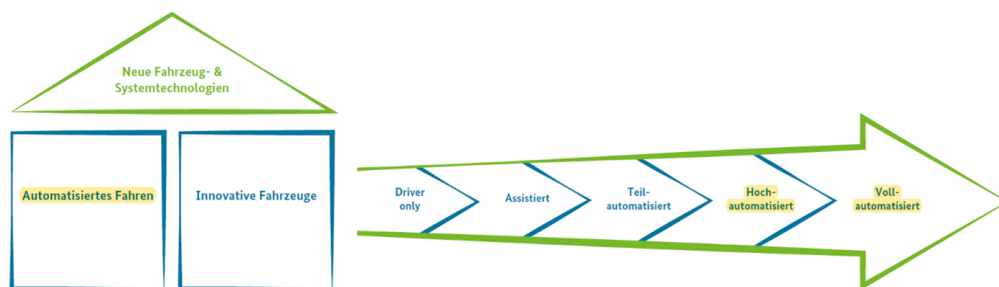 Neue Fahrzeug- &
Systemtechnologien
Automatisiertes Fahren
Innovative Fahrzeuge
Driver
only
Assistiert
Teil-
automatisiert
Hoch-
automatisiert
Voll-
automatisiert